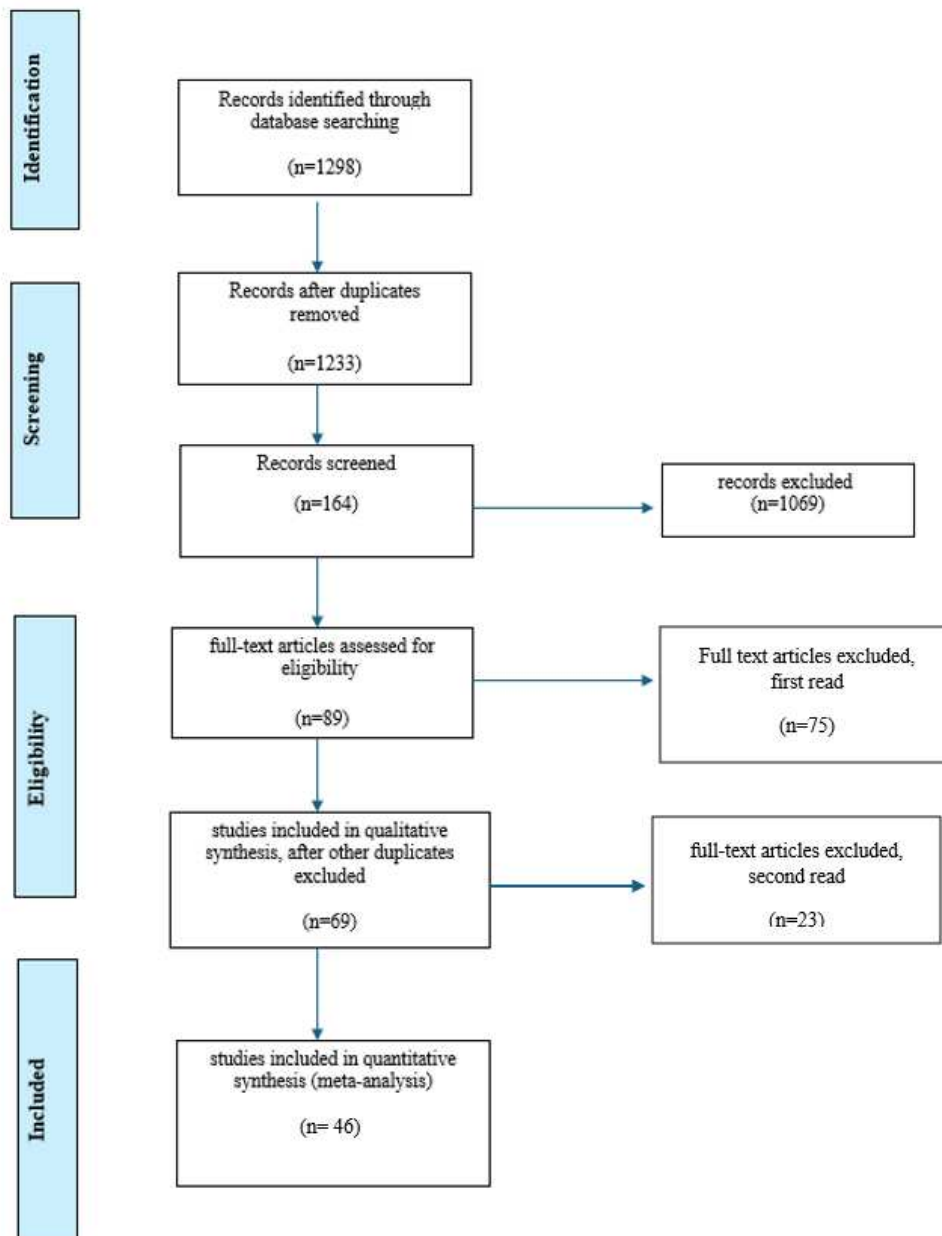 Identification
Records identified through
database searching
(n=1298)
Screening
Records after duplicates
removed
(n=1233)
Records screened
(n=164)
records excluded
(n=1069)
Eligibility
full-text articles assessed for
eligibility
(n=89)
Full text articles excluded,
first read
(n=75)
studies included in qualitative
synthesis, after other duplicates
excluded
(n=69)
full-text articles excluded,
second read
(n=23)
Included
studies included in quantitative
synthesis (meta-analysis)
(n= 46)